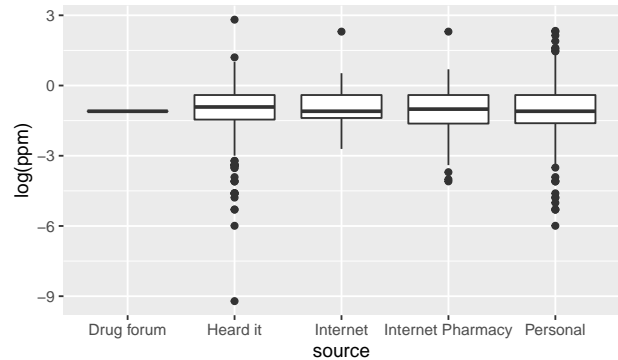 3
0
−3
−6
−9
log(ppm)
Drug forum
Heard it
Internet
Internet Pharmacy
Personal
source